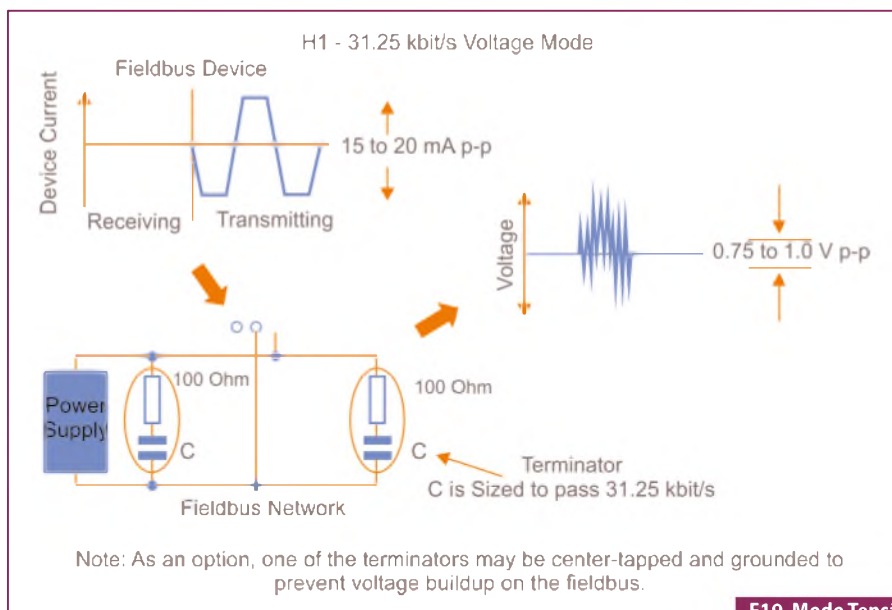 H1 - 31.25 kbit/s Voltage Mode
Fieldbus Device
Device Current
15 to 20 mA p-p
Receiving
Transmitting
Voltage
0.75 to 1.0 V p-p
Power
Supply
100 Ohm
C
100 Ohm
C
Terminator
C is Sized to pass 31.25 kbit/s
Fieldbus Network
Note: As an option, one of the terminators may be center-tapped and grounded to
prevent voltage buildup on the fieldbus.
Mode